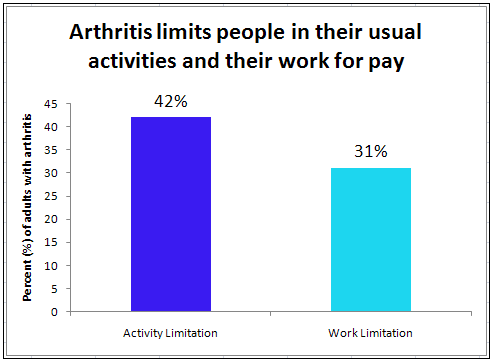 Arthritis limits people in their usual
activities and their work for pay
Percent (%) of adults with arthritis
45
40
35
30
25
20
15
10
5
0
42%
31%
Activity Limitation
Work Limitation